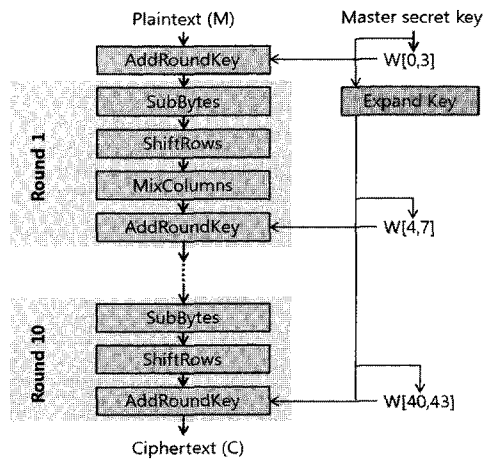 Plaintext (M)
Master secret key
AddRoundKey
W[0,3]
SubBytes
Expand Key
ShiftRows
MixColumns
AddRoundKey
W[4,7]
Round 1
SubBytes
ShiftRows
AddRoundKey
W[40,43]
Round 10
Ciphertext (C)